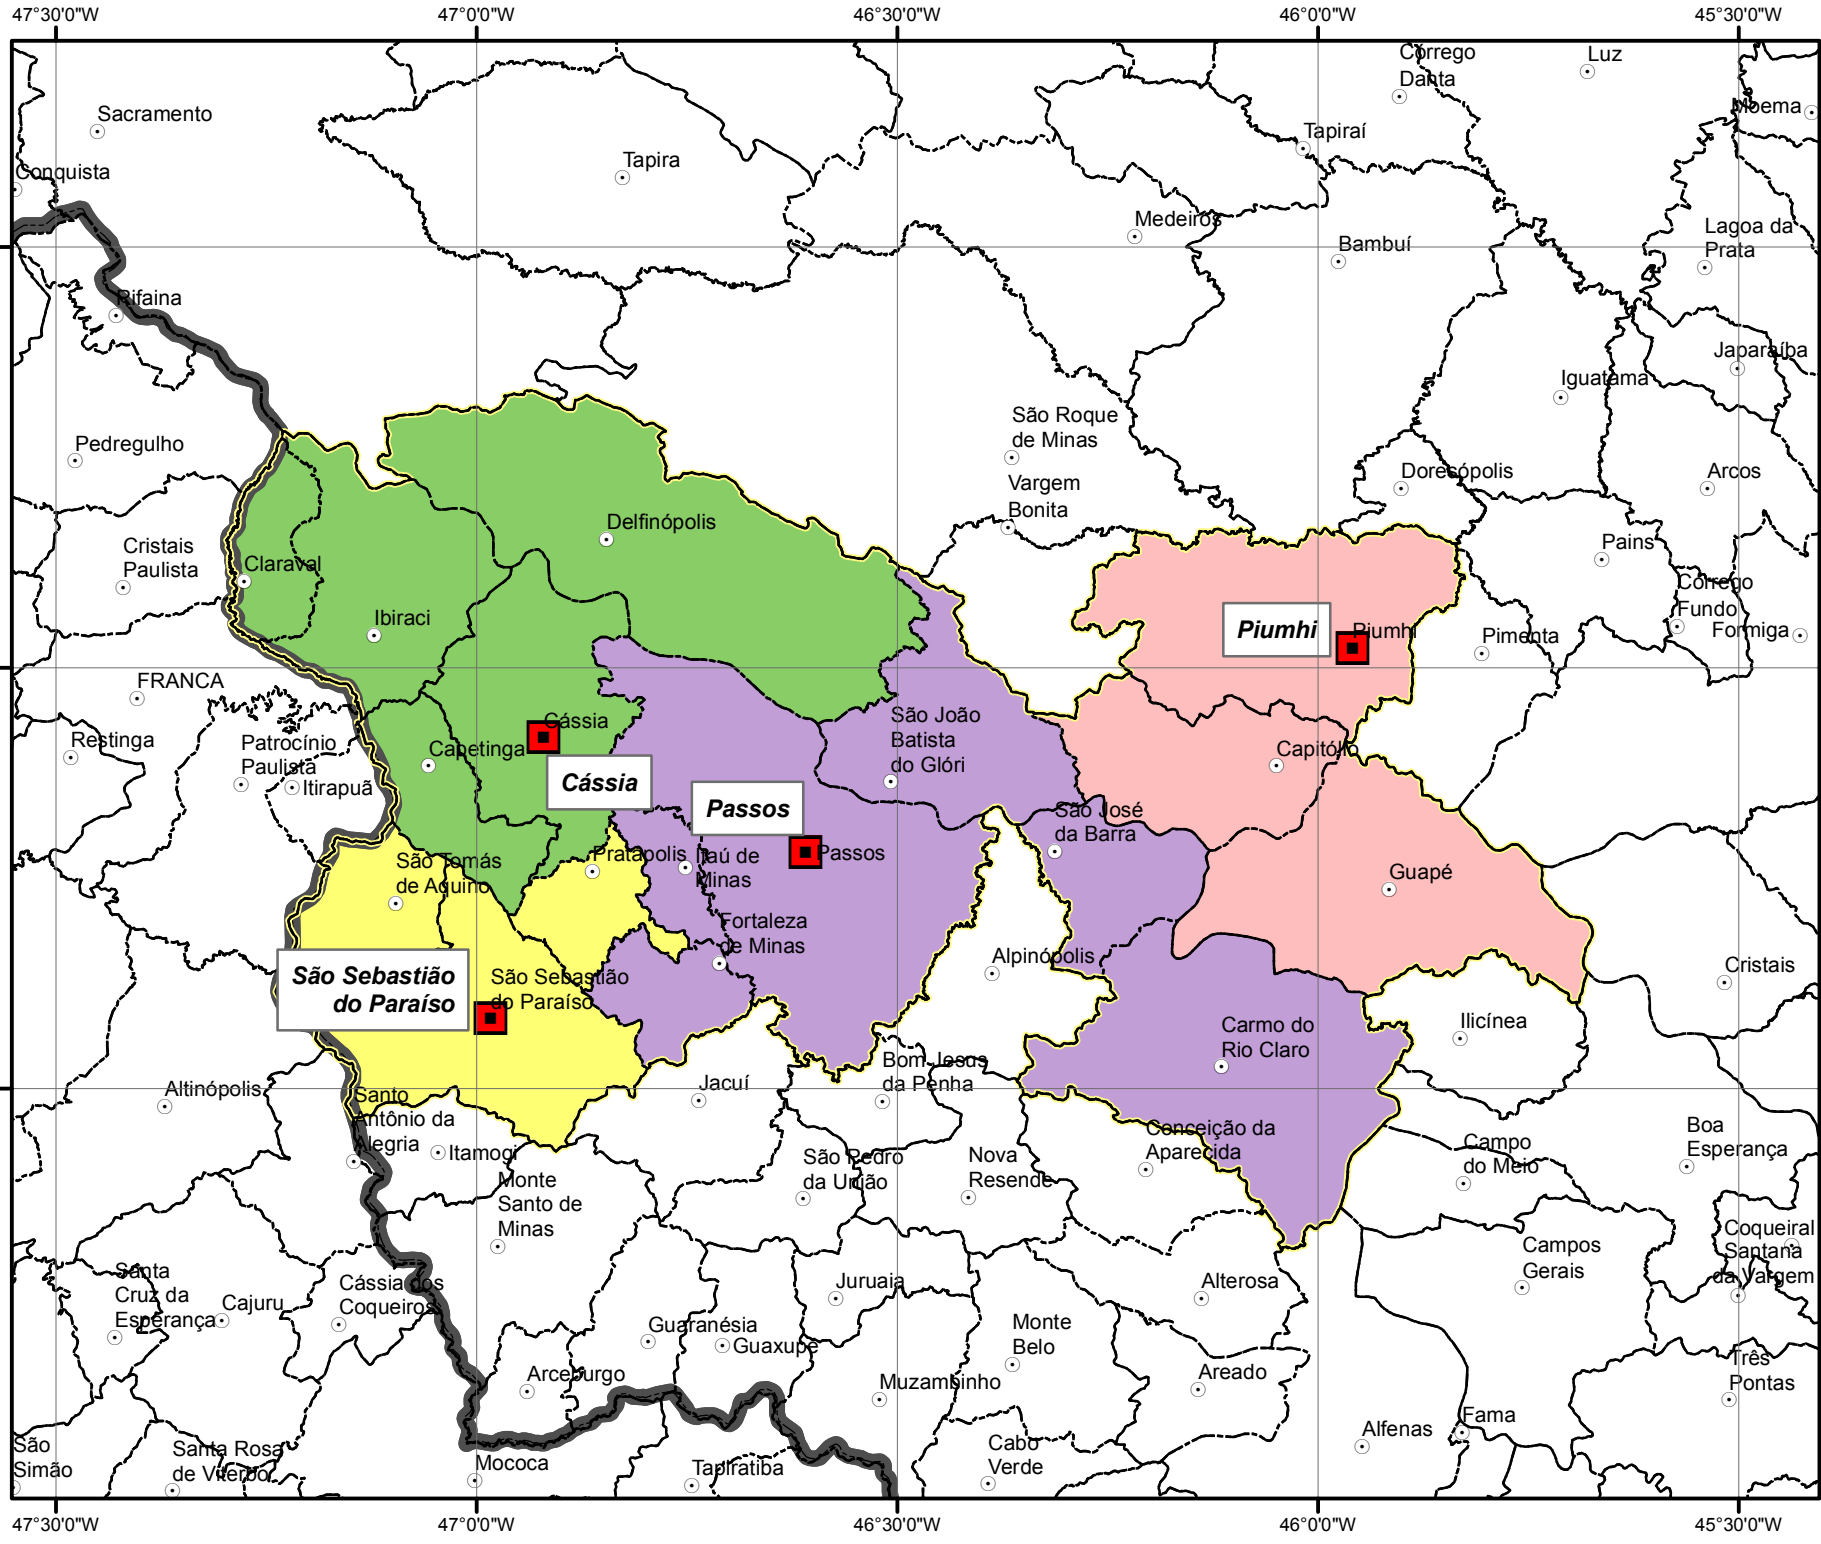 47°30'0"W
47°0'0"W
46°30'0"W
46°0'0"W
45°30'0"W
Córrego
Danta
Luz
Moema
Sacramento
Tapiraí
Tapira
Conquista
Medeiros
Lagoa da
Prata
Bambuí
Rifaina
Japaraíba
Iguatama
São Roque
de Minas
Pedregulho
Doresópolis
Arcos
Vargem
Bonita
Delfinópolis
Cristais
Paulista
Claraval
Pains
Córrego
Fundo
Formiga
Ibiraci
Piumhi
Piumhi
Pimenta
FRANCA
Cássia
São João
Batista
do Glóri
Restinga
Patrocínio
Paulista
Itirapuã
Capetinga
Capitólio
Cássia
Passos
São José
da Barra
São Tomás
de Aquino
Pratápolis
Itaú de
Minas
Passos
Guapé
Fortaleza
de Minas
Alpinópolis
Cristais
São Sebastião
do Paraíso
São Sebastião
do Paraíso
Ilicínea
Carmo do
Rio Claro
Bom Jesus
da Penha
Jacuí
Altinópolis
Santo
Antônio da
Alegria
Itamogi
Conceição da
Aparecida
Boa
Esperança
Campo
do Meio
São Pedro
da União
Nova
Resende
Monte
Santo de
Minas
Coqueiral
Santana
da Vargem
Campos
Gerais
Santa
Cruz da
Esperança
Cajuru
Cássia dos
Coqueiros
Juruaia
Alterosa
Guaranésia
Guaxupé
Monte
Belo
Arceburgo
Muzambinho
Areado
Três
Pontas
Fama
Alfenas
São
Simão
Santa Rosa
de Viterbo
Mococa
Tapiratiba
Cabo
Verde
47°30'0"W
47°0'0"W
46°30'0"W
46°0'0"W
45°30'0"W